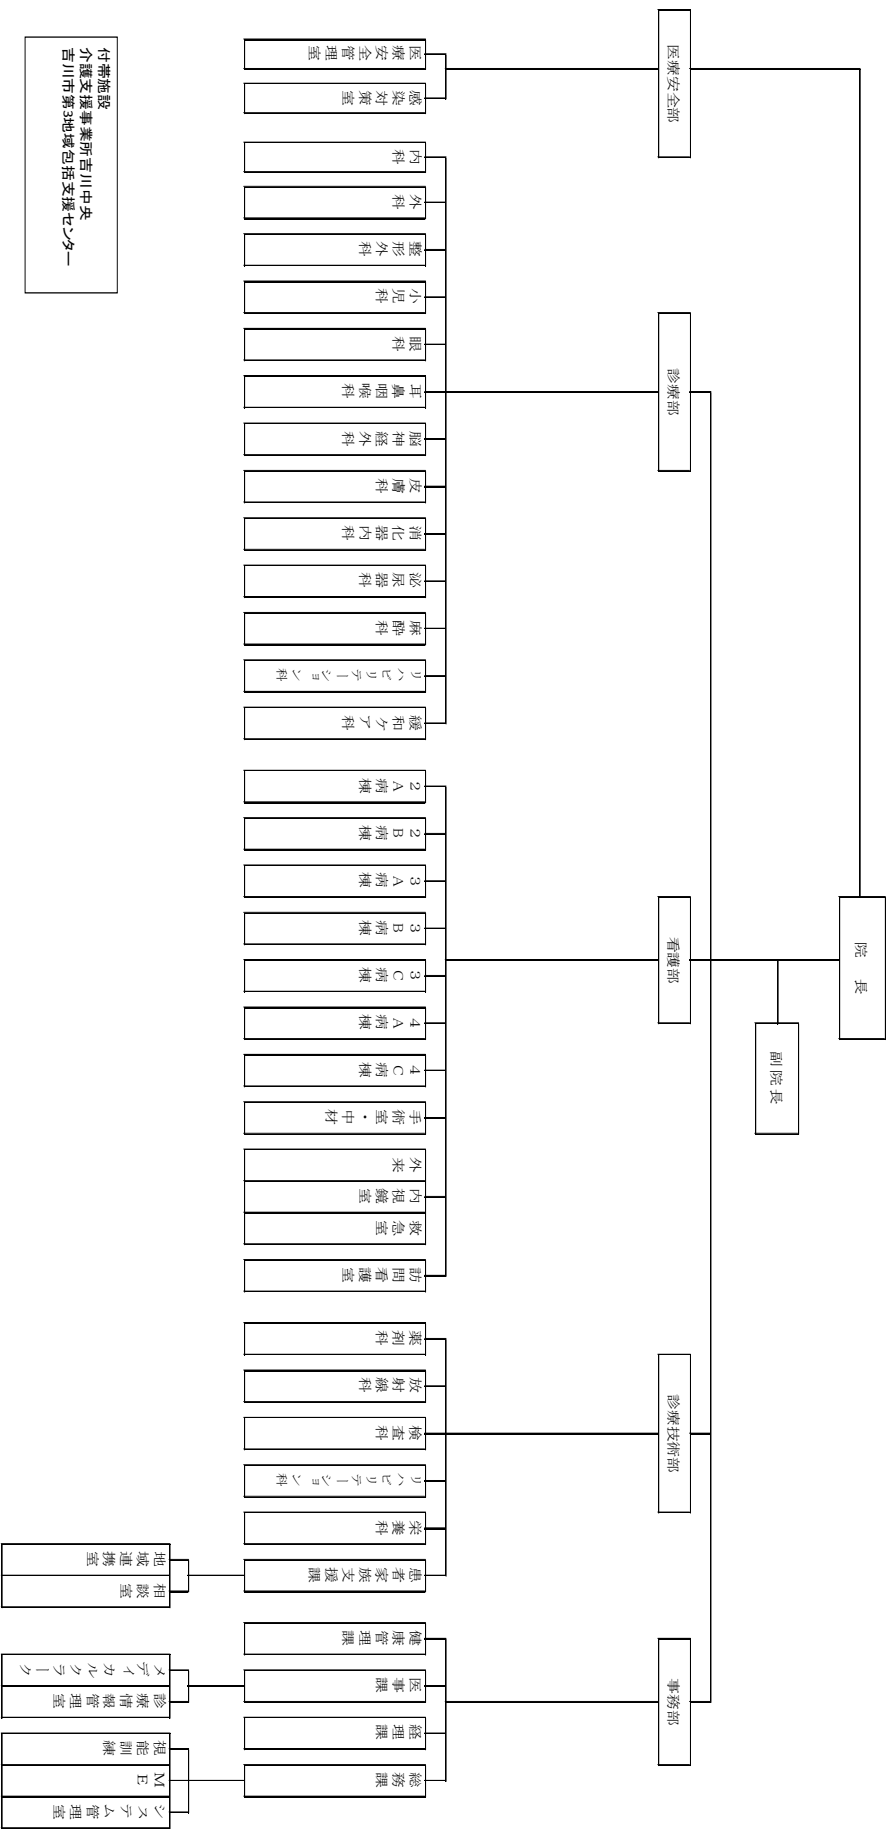 院長
副院長
医療安全部
診療部
看護部
診療技術部
事務部
医療安全管理室
感染対策室
内科
外科
整形外科
小児科
眼科
耳鼻咽喉科
脳神経外科
皮膚科
消化器内科
泌尿器科
麻酔科
リハビリテーション科
緩和ケア科
2A病棟
2B病棟
3A病棟
3B病棟
3C病棟
4A病棟
4C病棟
手術室・中材
外来
内視鏡室
救急室
訪問看護室
薬剤科
放射線科
検査科
リハビリテーション科
栄養科
患者家族支援課
健康管理課
医事課
経理課
総務課
地域連携室
相談室
メディカルクラーク
診療情報管理室
視能訓練
ME
システム管理室
付帯施設
介護支援事業所吉川中央
吉川市第3地域包括支援センター